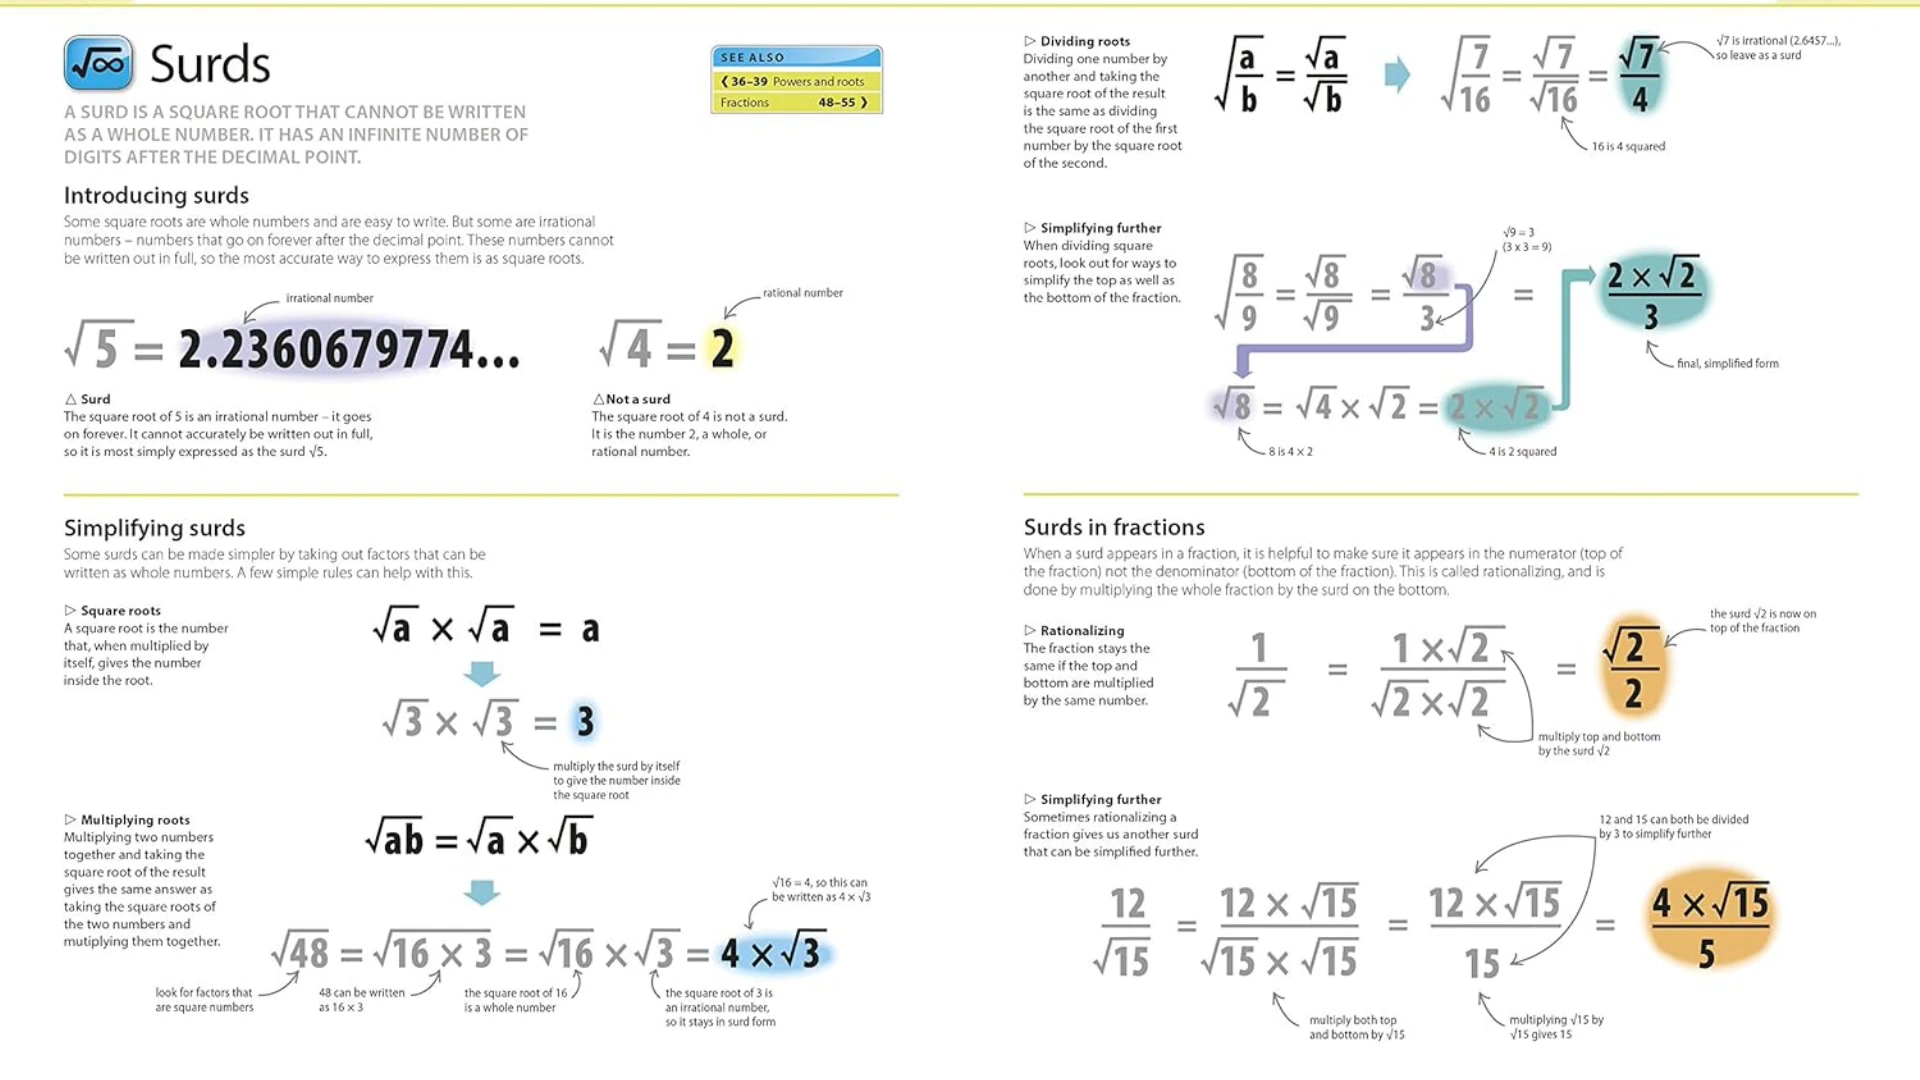 √∞ Surds
SEE ALSO
❮ 36–39 Powers and roots
Fractions 48–55 ❯
A SURD IS A SQUARE ROOT THAT CANNOT BE WRITTEN
AS A WHOLE NUMBER. IT HAS AN INFINITE NUMBER OF
DIGITS AFTER THE DECIMAL POINT.
Introducing surds
Some square roots are whole numbers and are easy to write. But some are irrational
numbers – numbers that go on forever after the decimal point. These numbers cannot
be written out in full, so the most accurate way to express them is as square roots.
irrational number
√5 = 2.2360679774...
△ Surd
The square root of 5 is an irrational number – it goes
on forever. It cannot accurately be written out in full,
so it is most simply expressed as the surd √5.
rational number
√4 = 2
△ Not a surd
The square root of 4 is not a surd.
It is the number 2, a whole, or
rational number.
Simplifying surds
Some surds can be made simpler by taking out factors that can be
written as whole numbers. A few simple rules can help with this.
▷ Square roots
A square root is the number
that, when multiplied by
itself, gives the number
inside the root.
√a × √a = a
√3 × √3 = 3
multiply the surd by itself
to give the number inside
the square root
▷ Multiplying roots
Multiplying two numbers
together and taking the
square root of the result
gives the same answer as
taking the square roots of
the two numbers and
mutiplying them together.
√ab = √a × √b
√16 = 4, so this can
be written as 4 × √3
√48 = √16 × 3 = √16 × √3 = 4 × √3
look for factors that
are square numbers
48 can be written
as 16 × 3
the square root of 16
is a whole number
the square root of 3 is
an irrational number,
so it stays in surd form
▷ Dividing roots
Dividing one number by
another and taking the
square root of the result
is the same as dividing
the square root of the first
number by the square root
of the second.
√a/b = √a/√b
√7/16 = √7/√16 = √7/4
√7 is irrational (2.6457...),
so leave as a surd
16 is 4 squared
▷ Simplifying further
When dividing square
roots, look out for ways to
simplify the top as well as
the bottom of the fraction.
√9 = 3
(3 x 3 = 9)
√8/9 = √8/√9 = √8/3 = 2 × √2/3
final, simplified form
√8 = √4 × √2 = 2 × √2
8 is 4 × 2
4 is 2 squared
Surds in fractions
When a surd appears in a fraction, it is helpful to make sure it appears in the numerator (top of
the fraction) not the denominator (bottom of the fraction). This is called rationalizing, and is
done by multiplying the whole fraction by the surd on the bottom.
▷ Rationalizing
The fraction stays the
same if the top and
bottom are multiplied
by the same number.
1/√2 = 1 × √2/√2 × √2 = √2/2
the surd √2 is now on
top of the fraction
multiply top and bottom
by the surd √2
▷ Simplifying further
Sometimes rationalizing a
fraction gives us another surd
that can be simplified further.
12 and 15 can both be divided
by 3 to simplify further
12/√15 = 12 × √15/√15 × √15 = 12 × √15/15 = 4 × √15/5
multiply both top
and bottom by √15
multiplying √15 by
√15 gives 15